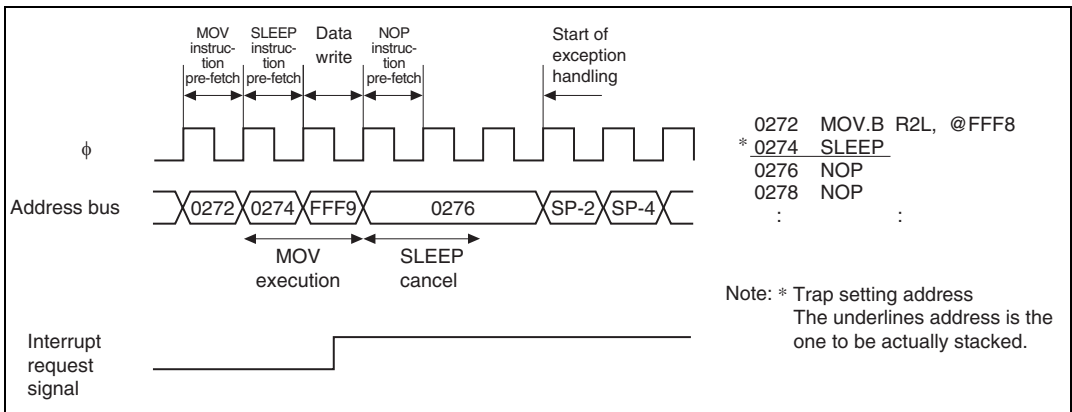 MOV
instruc-
tion
pre-fetch
SLEEP
instruc-
tion
pre-fetch
Data
write
NOP
instruc-
tion
pre-fetch
Start of
exception
handling
ϕ
Address bus
0272 0274 FFF9 0276 SP-2 SP-4
MOV
execution
SLEEP
cancel
Interrupt
request
signal
0272 MOV.B R2L, @FFF8
* 0274 SLEEP
0276 NOP
0278 NOP
: :
Note: * Trap setting address
The underlines address is the
one to be actually stacked.